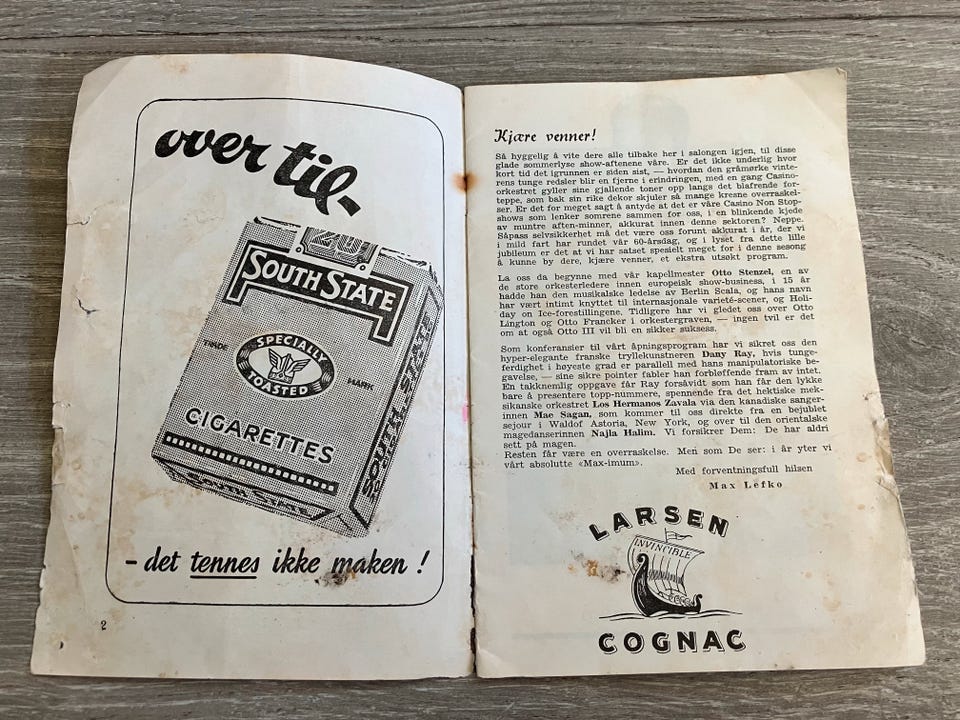 over til-
20
SOUTH STATE
TRADE
SPECIALLY
TOASTED
MARK
CIGARETTES
SOUTH STATE
SOUTH-STATE
- det tennes ikke maken !
2
Kjære venner!
Så hyggelig å vite dere alle tilbake her i salongen igjen, til disse
glade sommerlyse show-aftenene våre. Er det ikke underlig hvor
kort tid det igrunnen er siden sist, — hvordan den gråmørke vinte-
rens tunge redsler blir en fjerne i erindringen, med en gang Casino-
orkestret gyller sine gjallende toner opp langs det blafrende for-
teppe, som bak sin rike dekor skjuler så mange kresne overraskel-
ser. Er det for meget sagt å antyde at det er våre Casino Non Stop-
shows som lenker somrene sammen for oss, i en blinkende kjede
av muntre aften-minner, akkurat innen denne sektoren? Neppe.
Såpass selvsikkerhet må det være oss forunt akkurat i år, der vi
i mild fart har rundet vår 60-årsdag, og i lyset fra dette lille
jubileum er det at vi har satset spesielt meget for i denne sesong
å kunne by dere, kjære venner, et ekstra utsøkt program.
La oss da begynne med vår kapellmester Otto Stenzel, en av
de store orkesterledere innen europeisk show-business, i 15 år
hadde han den musikalske ledelse av Berlin Scala, og hans navn
har vært intimt knyttet til internasjonale varieté-scener, og Holi-
day on Ice-forestillingene. Tidligere har vi gledet oss over Otto
Lington og Otto Francker i orkestergraven, — ingen tvil er det
om at også Otto III vil bli en sikker suksess.
Som konferansier til vårt åpningsprogram har vi sikret oss den
hyper-elegante franske tryllekunstneren Dany Ray, hvis tunge-
ferdighet i høyeste grad er parallell med hans manipulatoriske be-
gavelse, — sine sikre pointer fabler han forbløffende fram av intet.
En takknemlig oppgave får Ray forsåvidt som han får den lykke
bare å presentere topp-nummere, spennende fra det hektiske mek-
sikanske orkestret Los Hermanos Zavala via den kanadiske sanger-
innen Mae Sagan, som kommer til oss direkte fra en bejublet
sejour i Waldof Astoria, New York, og over til den orientalske
magedanserinnen Najla Halim. Vi forsikrer Dem: De har aldri
sett på magen.
Resten får være en overraskelse. Men som De ser: i år yter vi
vårt absolutte «Max-imum».
Med forventningsfull hilsen
Max Lefko
LARSEN
INVINCIBLE
COGNAC